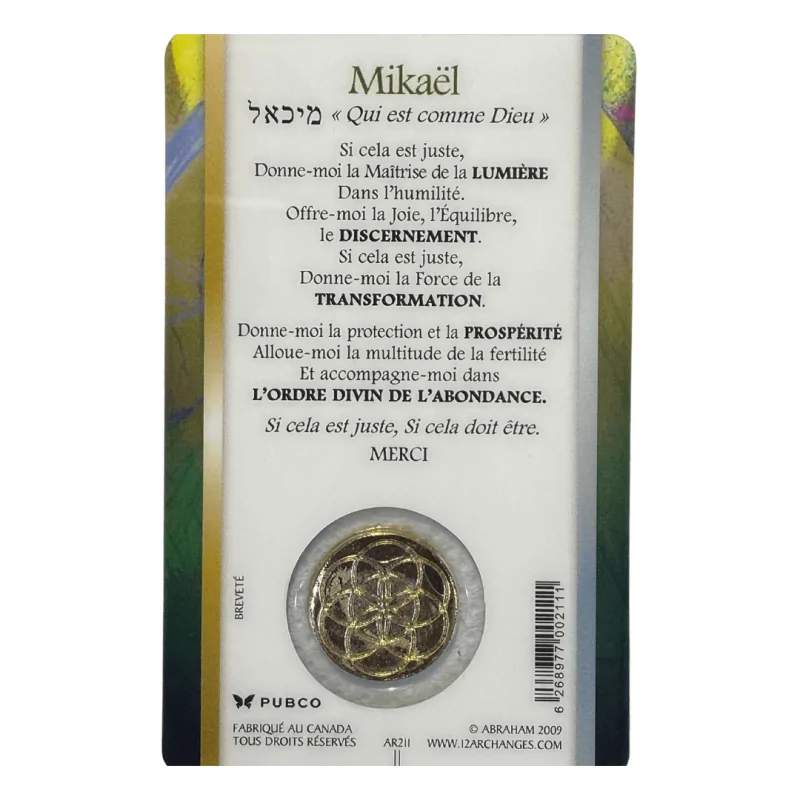 Mikaël
מיכאל « Qui est comme Dieu »
Si cela est juste,
Donne-moi la Maîtrise de la LUMIÈRE
Dans l'humilité.
Offre-moi la Joie, l'Équilibre,
le DISCERNEMENT.
Si cela est juste,
Donne-moi la Force de la
TRANSFORMATION.
Donne-moi la protection et la PROSPÉRITÉ
Alloue-moi la multitude de la fertilité
Et accompagne-moi dans
L'ORDRE DIVIN DE L'ABONDANCE.
Si cela est juste, Si cela doit être.
MERCI
BREVETÉ
6 268977 002111
PUBCO
FABRIQUÉ AU CANADA
TOUS DROITS RÉSERVÉS
AR211
© ABRAHAM 2009
WWW.12ARCHANGES.COM